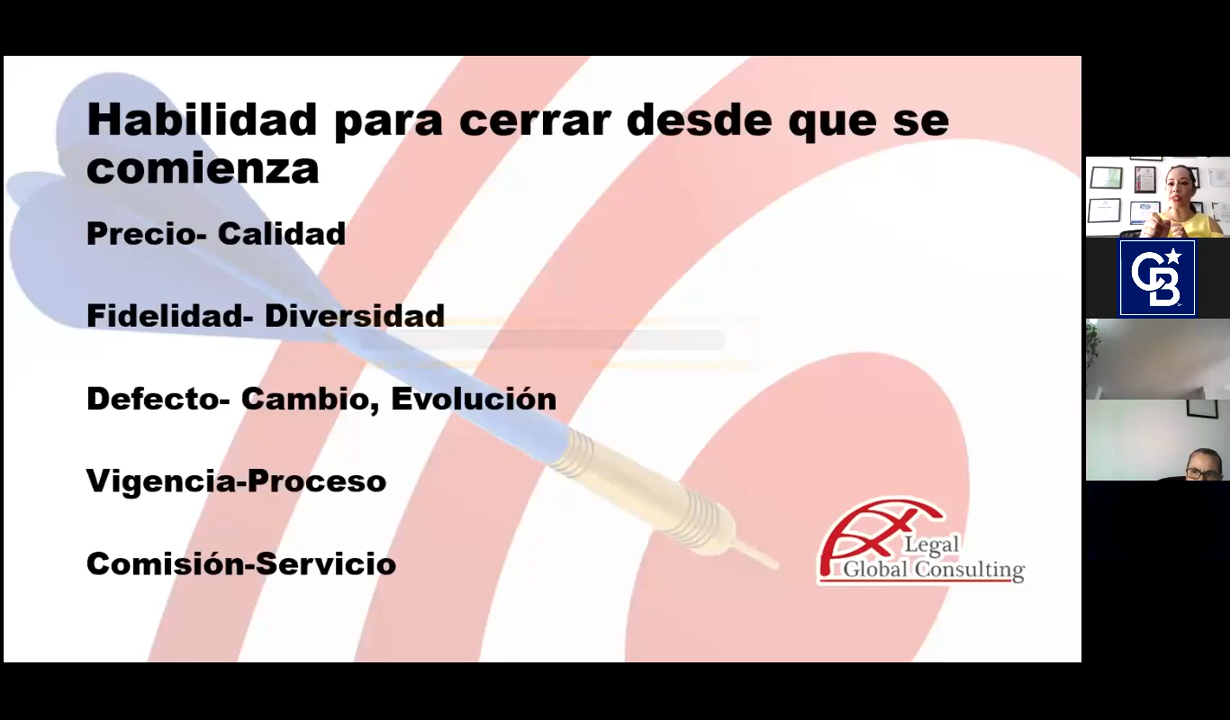 Habilidad para cerrar desde que se
comienza
Precio- Calidad
Fidelidad- Diversidad
Defecto- Cambio, Evolución
Vigencia-Proceso
Comisión-Servicio
Legal
Global Consulting
CB